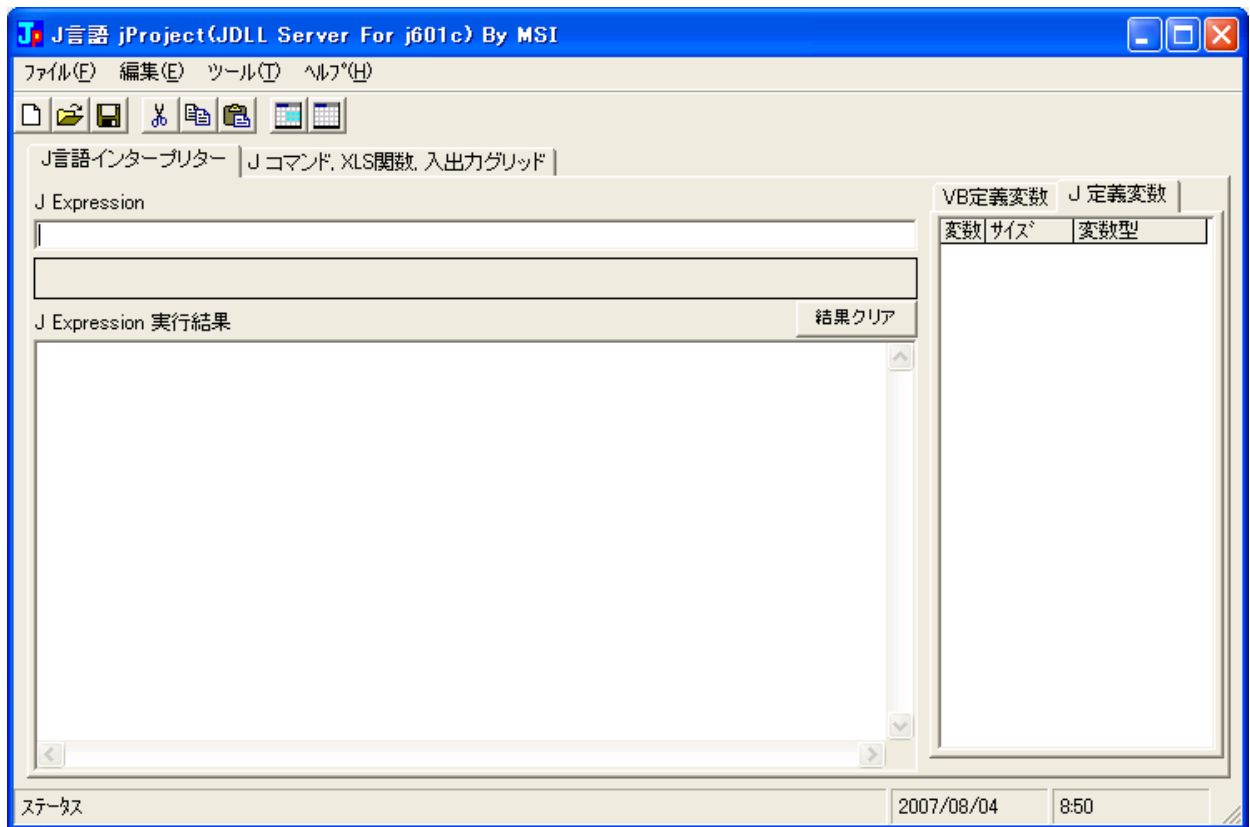 J言語 jProject(JDLL Server For j601c) By MSI
ﾌｧｲﾙ(F) 編集(E) ﾂｰﾙ(T) ﾍﾙﾌﾟ(H)
J言語インタープリター J コマンド, XLS関数, 入出力グリッド
VB定義変数 J 定義変数
J Expression
変数 ｻｲｽﾞ 変数型
J Expression 実行結果 結果クリア
ｽﾃｰﾀｽ 2007/08/04 8:50